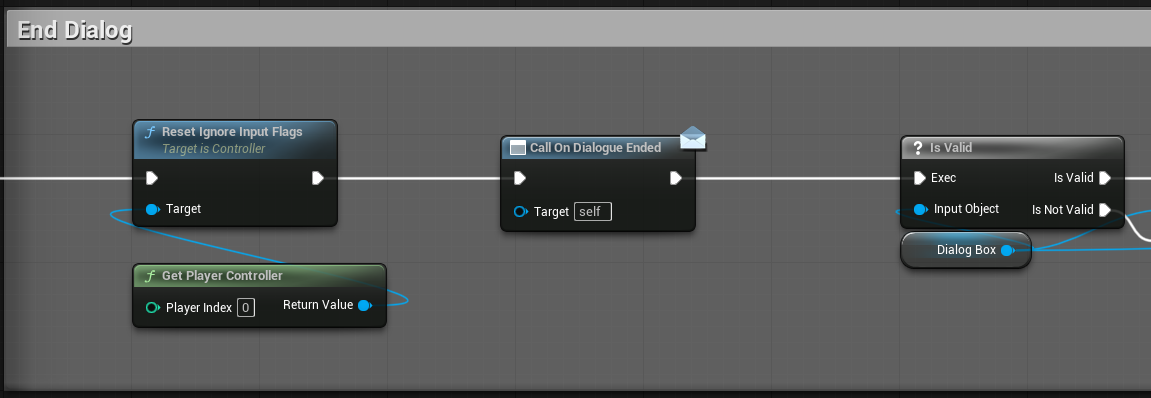 End Dialog
f Reset Ignore Input Flags
Target is Controller
Target
f Get Player Controller
Player Index 0
Return Value
Call On Dialogue Ended
Target self
? Is Valid
Exec
Is Valid
Input Object
Is Not Valid
Dialog Box